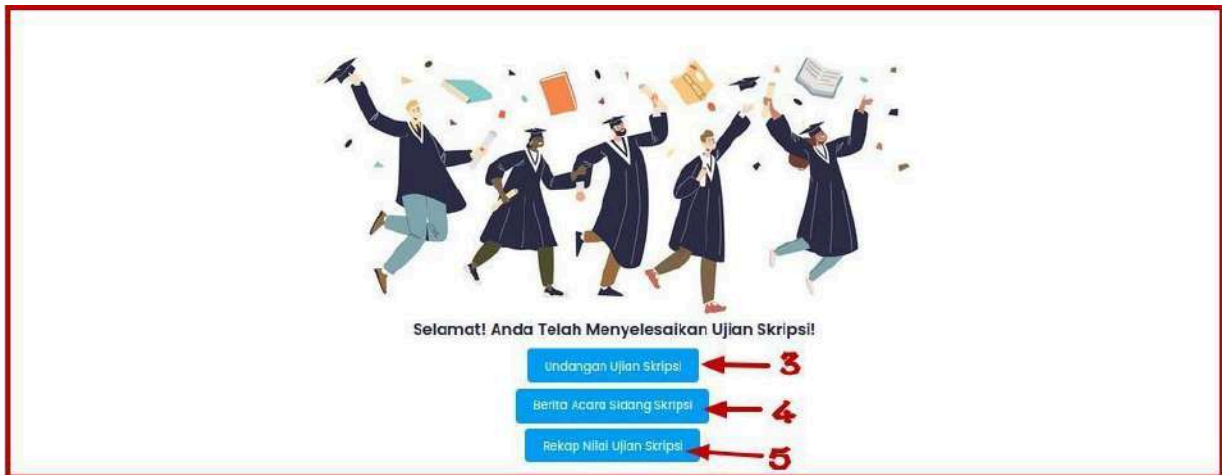 Selamat! Anda Telah Menyelesaikan Ujian Skripsi!
Undangan Ujian Skripsi 3
Berita Acara Sidang Skripsi 4
Rekap Nilai Ujian Skripsi 5